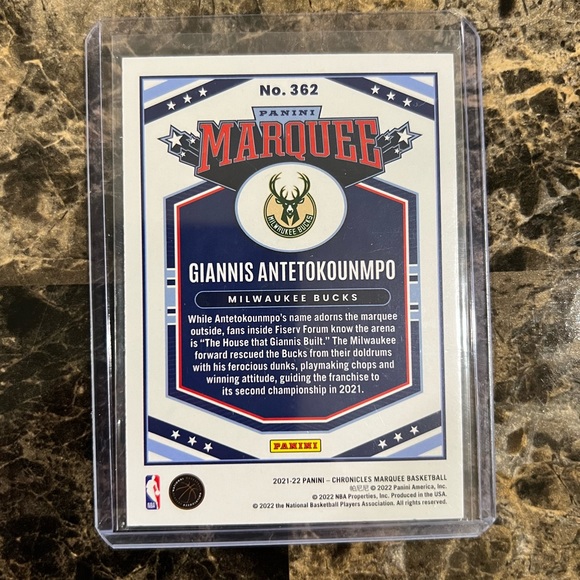 No. 362
PANINI
MARQUEE
MILWAUKEE BUCKS
GIANNIS ANTETOKOUNMPO
MILWAUKEE BUCKS
While Antetokounmpo's name adorns the marquee
outside, fans inside Fiserv Forum know the arena
is "The House that Giannis Built." The Milwaukee
forward rescued the Bucks from their doldrums
with his ferocious dunks, playmaking chops and
winning attitude, guiding the franchise to
its second championship in 2021.
PANINI
2021-22 PANINI – CHRONICLES MARQUEE BASKETBALL
帕尼尼 © 2022 Panini America, Inc.
© 2022 NBA Properties, Inc. Produced in the USA.
© 2022 the National Basketball Players Association. All rights reserved.
NBA